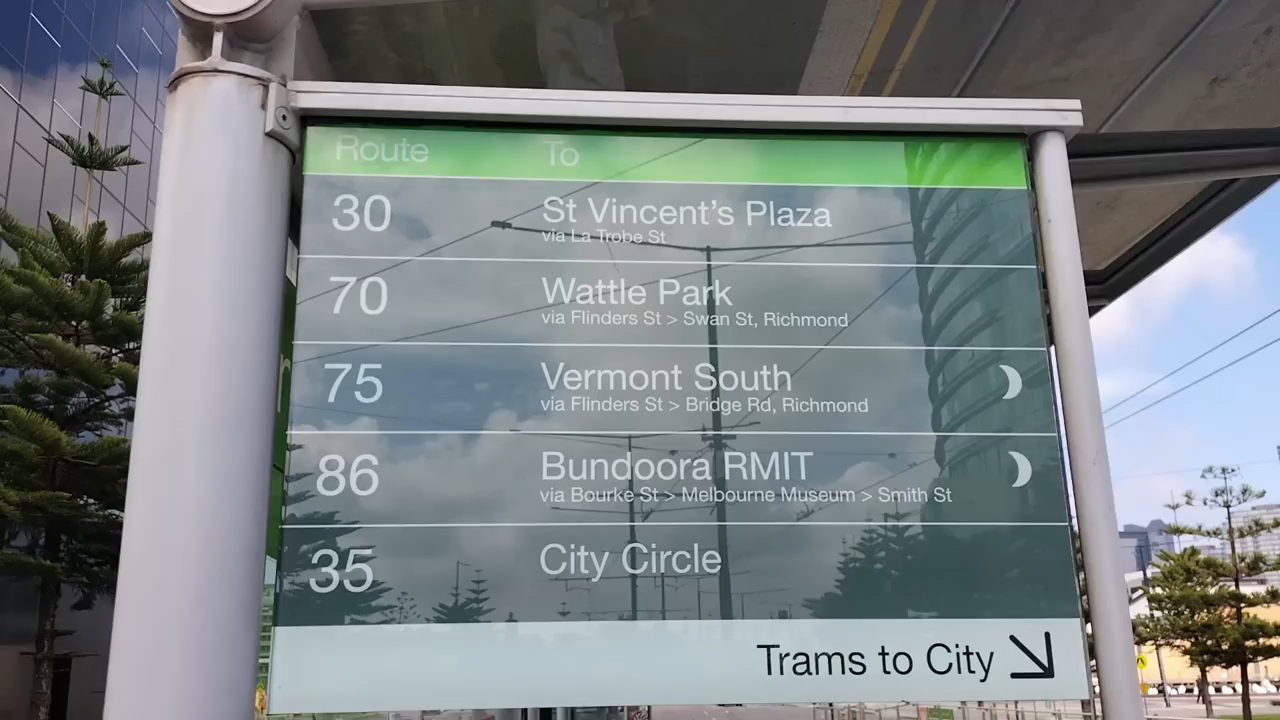 Route To
30 St Vincent's Plaza
via La Trobe St
70 Wattle Park
via Flinders St > Swan St, Richmond
75 Vermont South
via Flinders St > Bridge Rd, Richmond
86 Bundoora RMIT
via Bourke St > Melbourne Museum > Smith St
35 City Circle
Trams to City